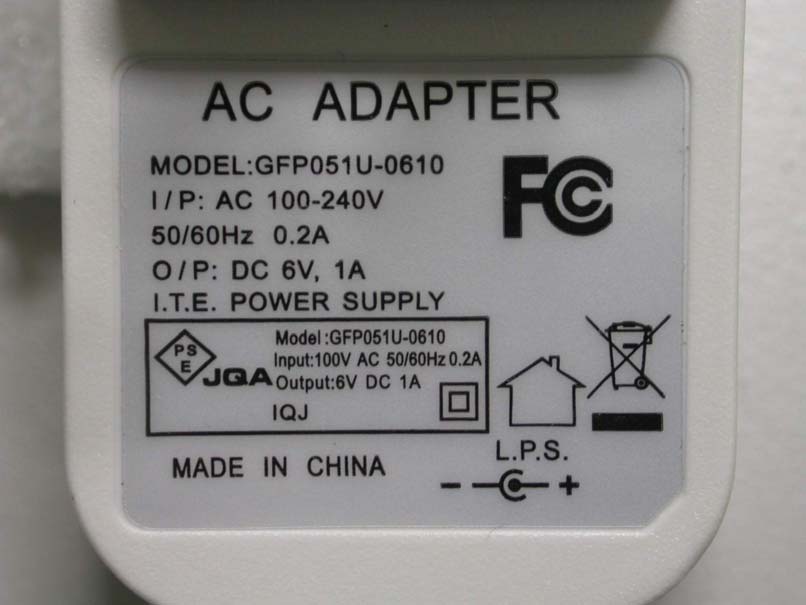 AC ADAPTER
MODEL:GFP051U-0610
I/P: AC 100-240V
50/60Hz 0.2A
O/P: DC 6V, 1A
I.T.E. POWER SUPPLY
FC
PS
E
JQA
Model:GFP051U-0610
Input:100V AC 50/60Hz 0.2A
Output:6V DC 1A
IQJ
L.P.S.
MADE IN CHINA
- +